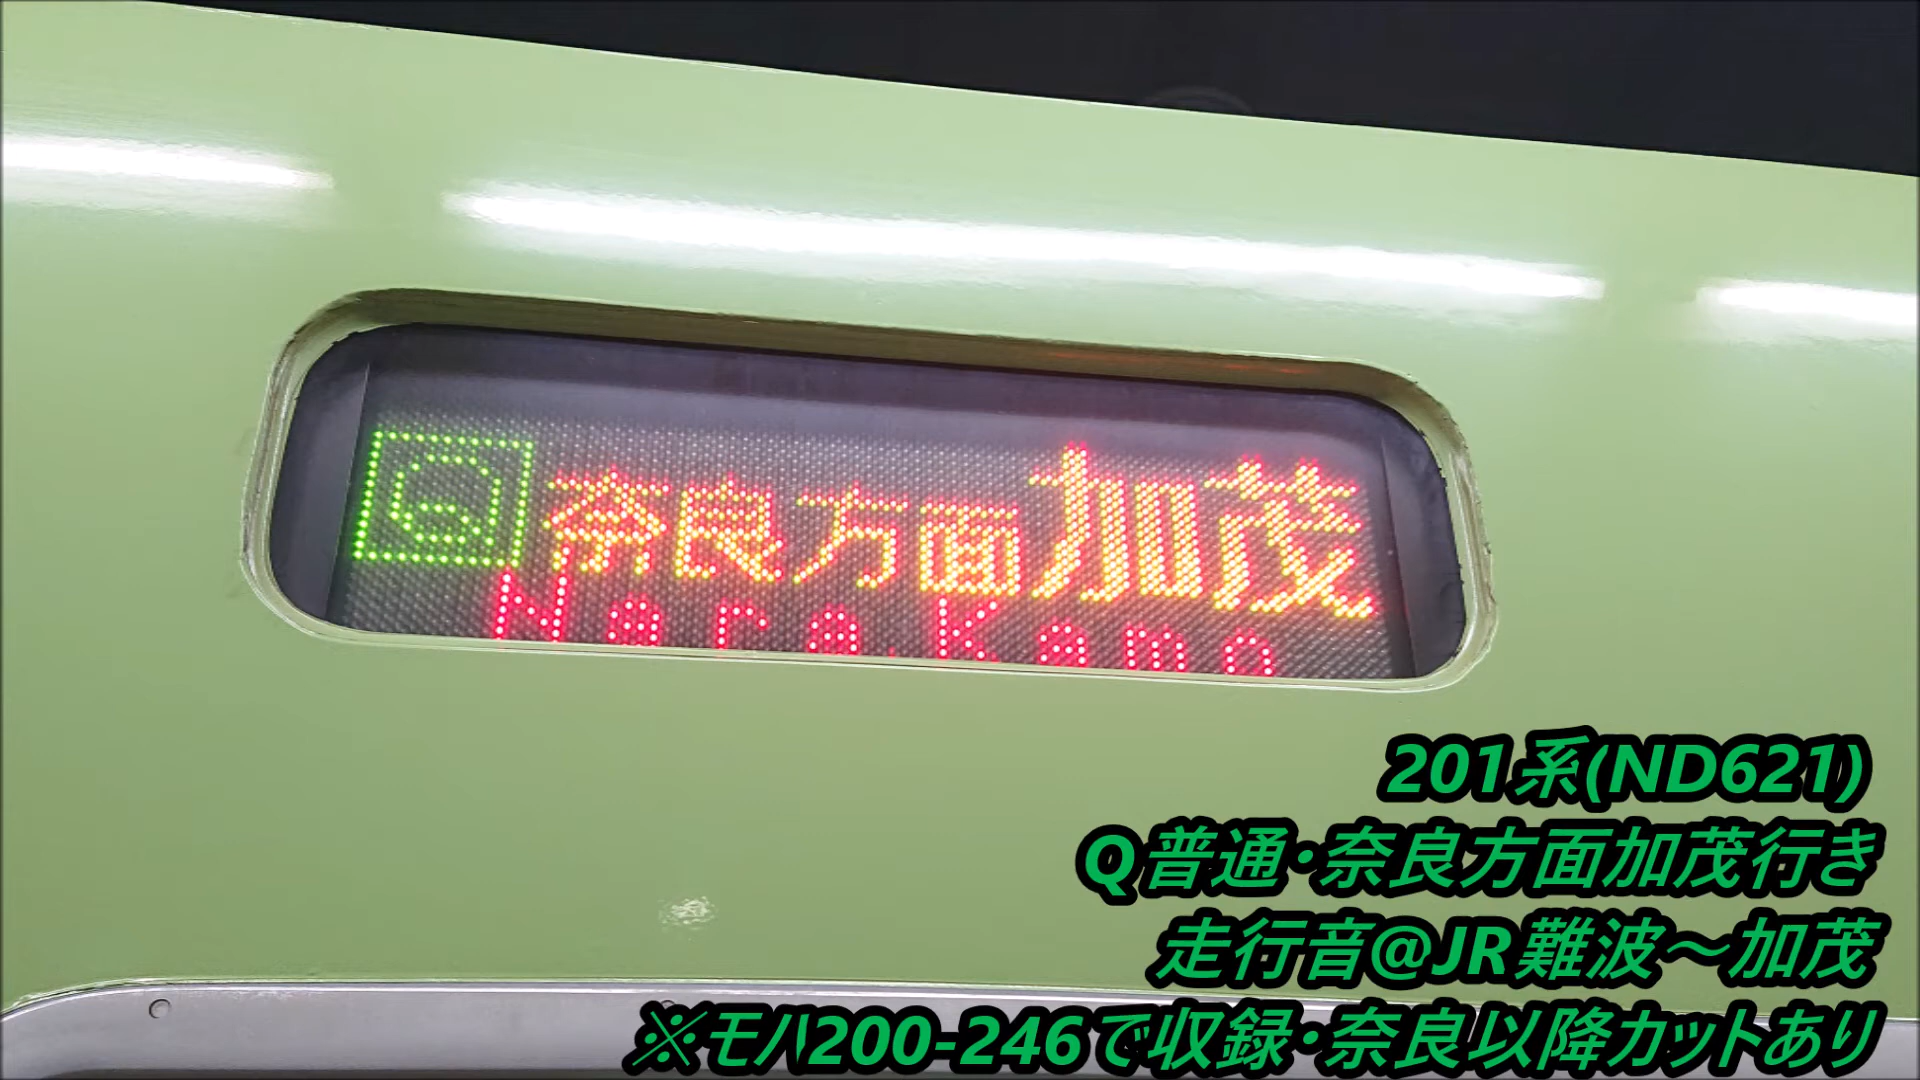 Q 奈良方面加茂
Nara.Kamo
201系(ND621)
Q普通・奈良方面加茂行き
走行音@JR難波～加茂
※モハ200-246で収録・奈良以降カットあり